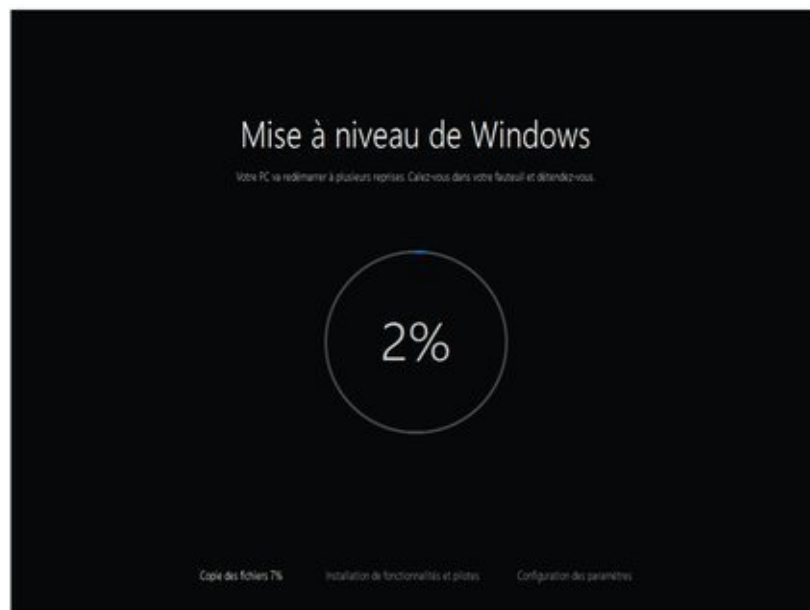 Mise à niveau de Windows
Votre PC va redémarrer à plusieurs reprises. Calez-vous dans votre fauteuil et détendez-vous.
2%
Copie des fichiers 7% Installation de fonctionnalités et pilotes Configuration des paramètres